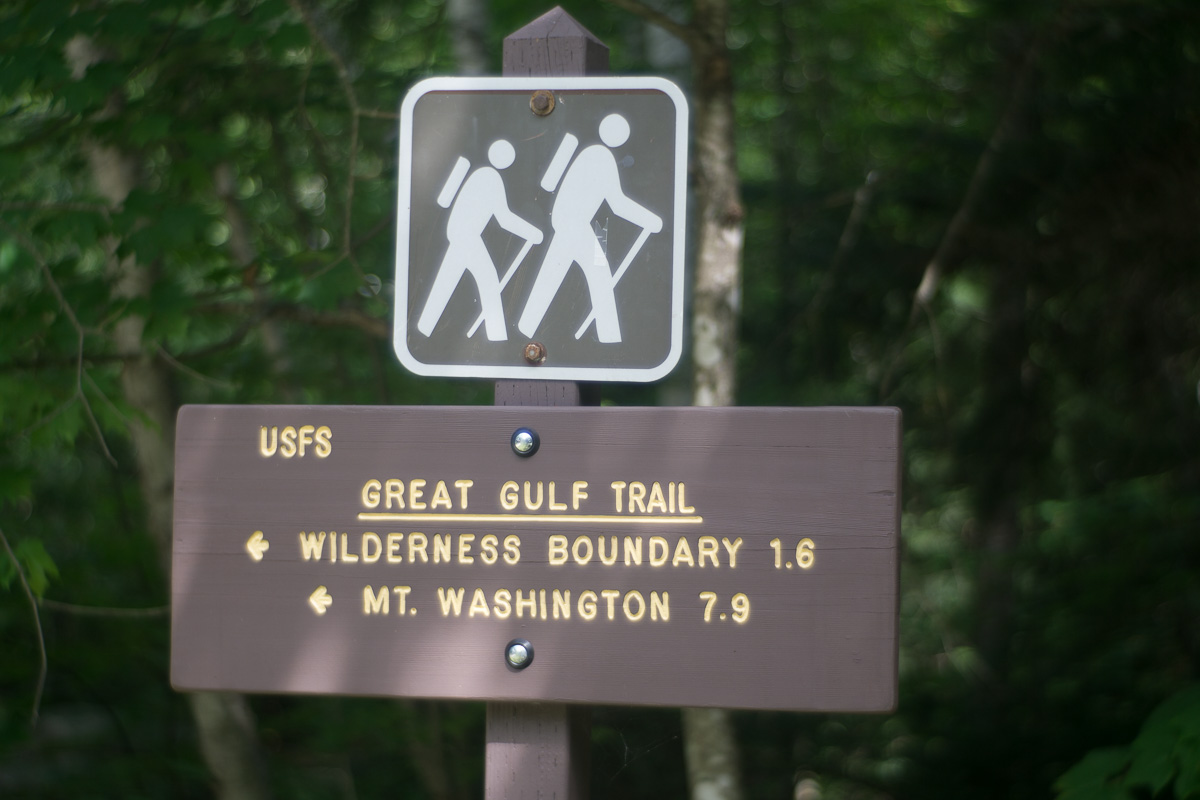 USFS
GREAT GULF TRAIL
← WILDERNESS BOUNDARY 1.6
← MT. WASHINGTON 7.9